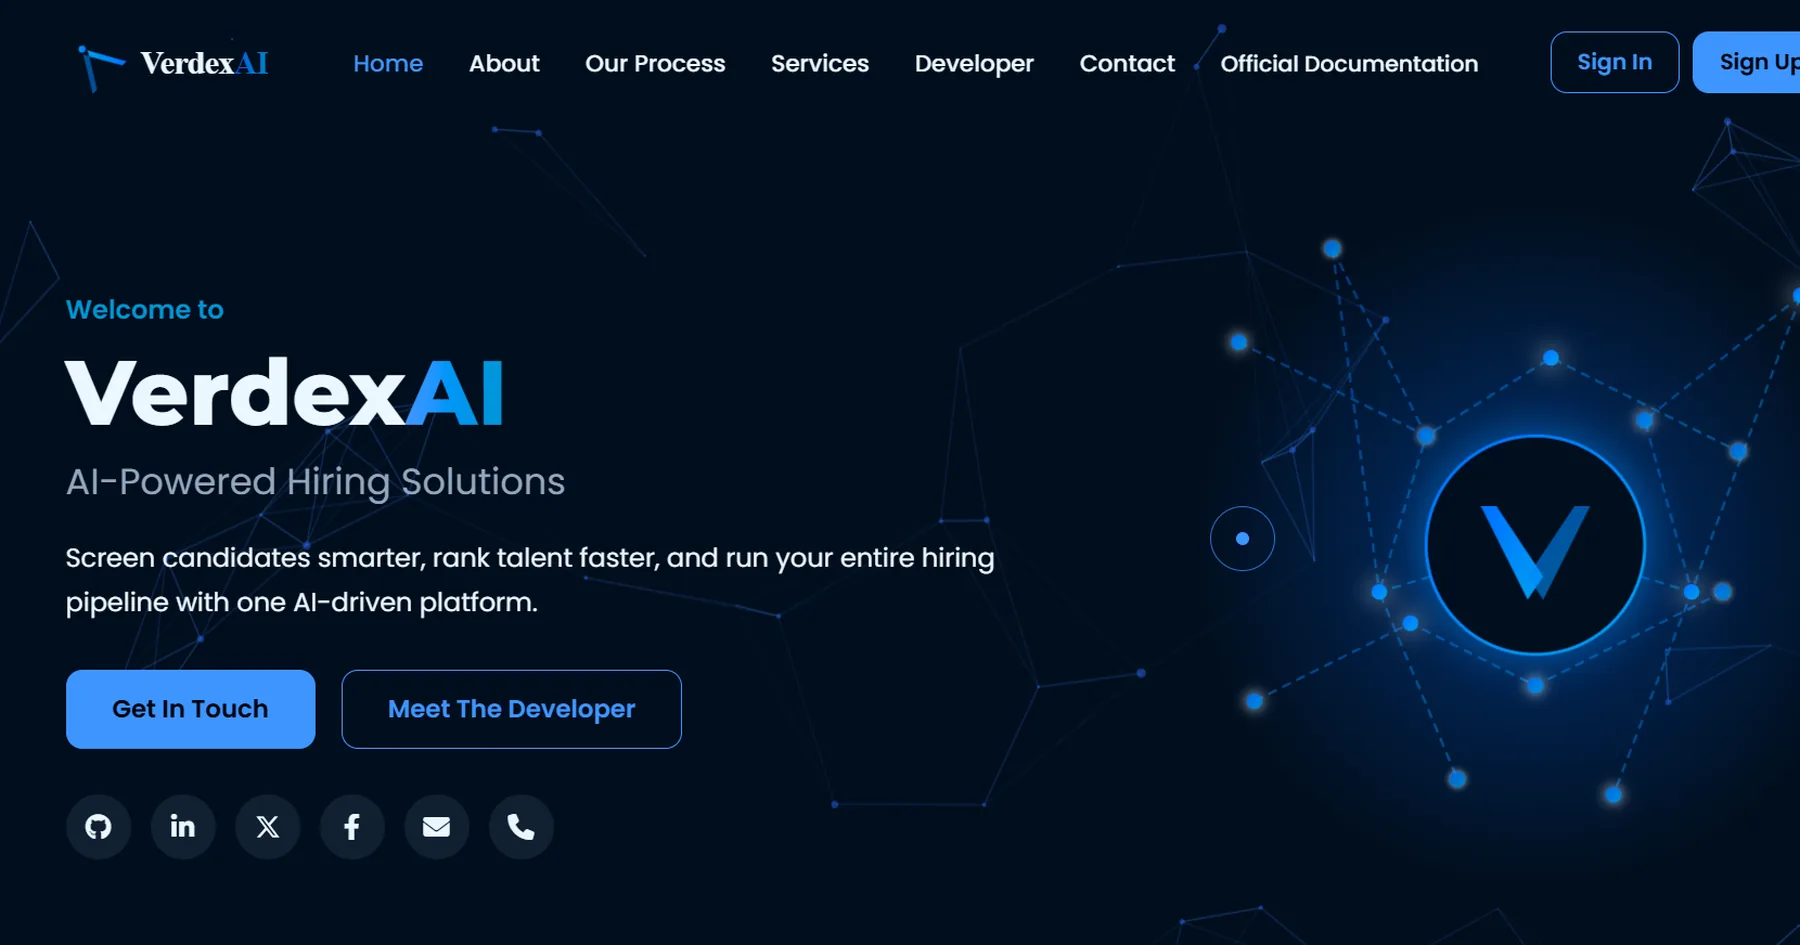 VerdexAI
Home
About
Our Process
Services
Developer
Contact
Official Documentation
Sign In
Sign Up
Welcome to
VerdexAI
AI-Powered Hiring Solutions
Screen candidates smarter, rank talent faster, and run your entire hiring
pipeline with one AI-driven platform.
Get In Touch
Meet The Developer